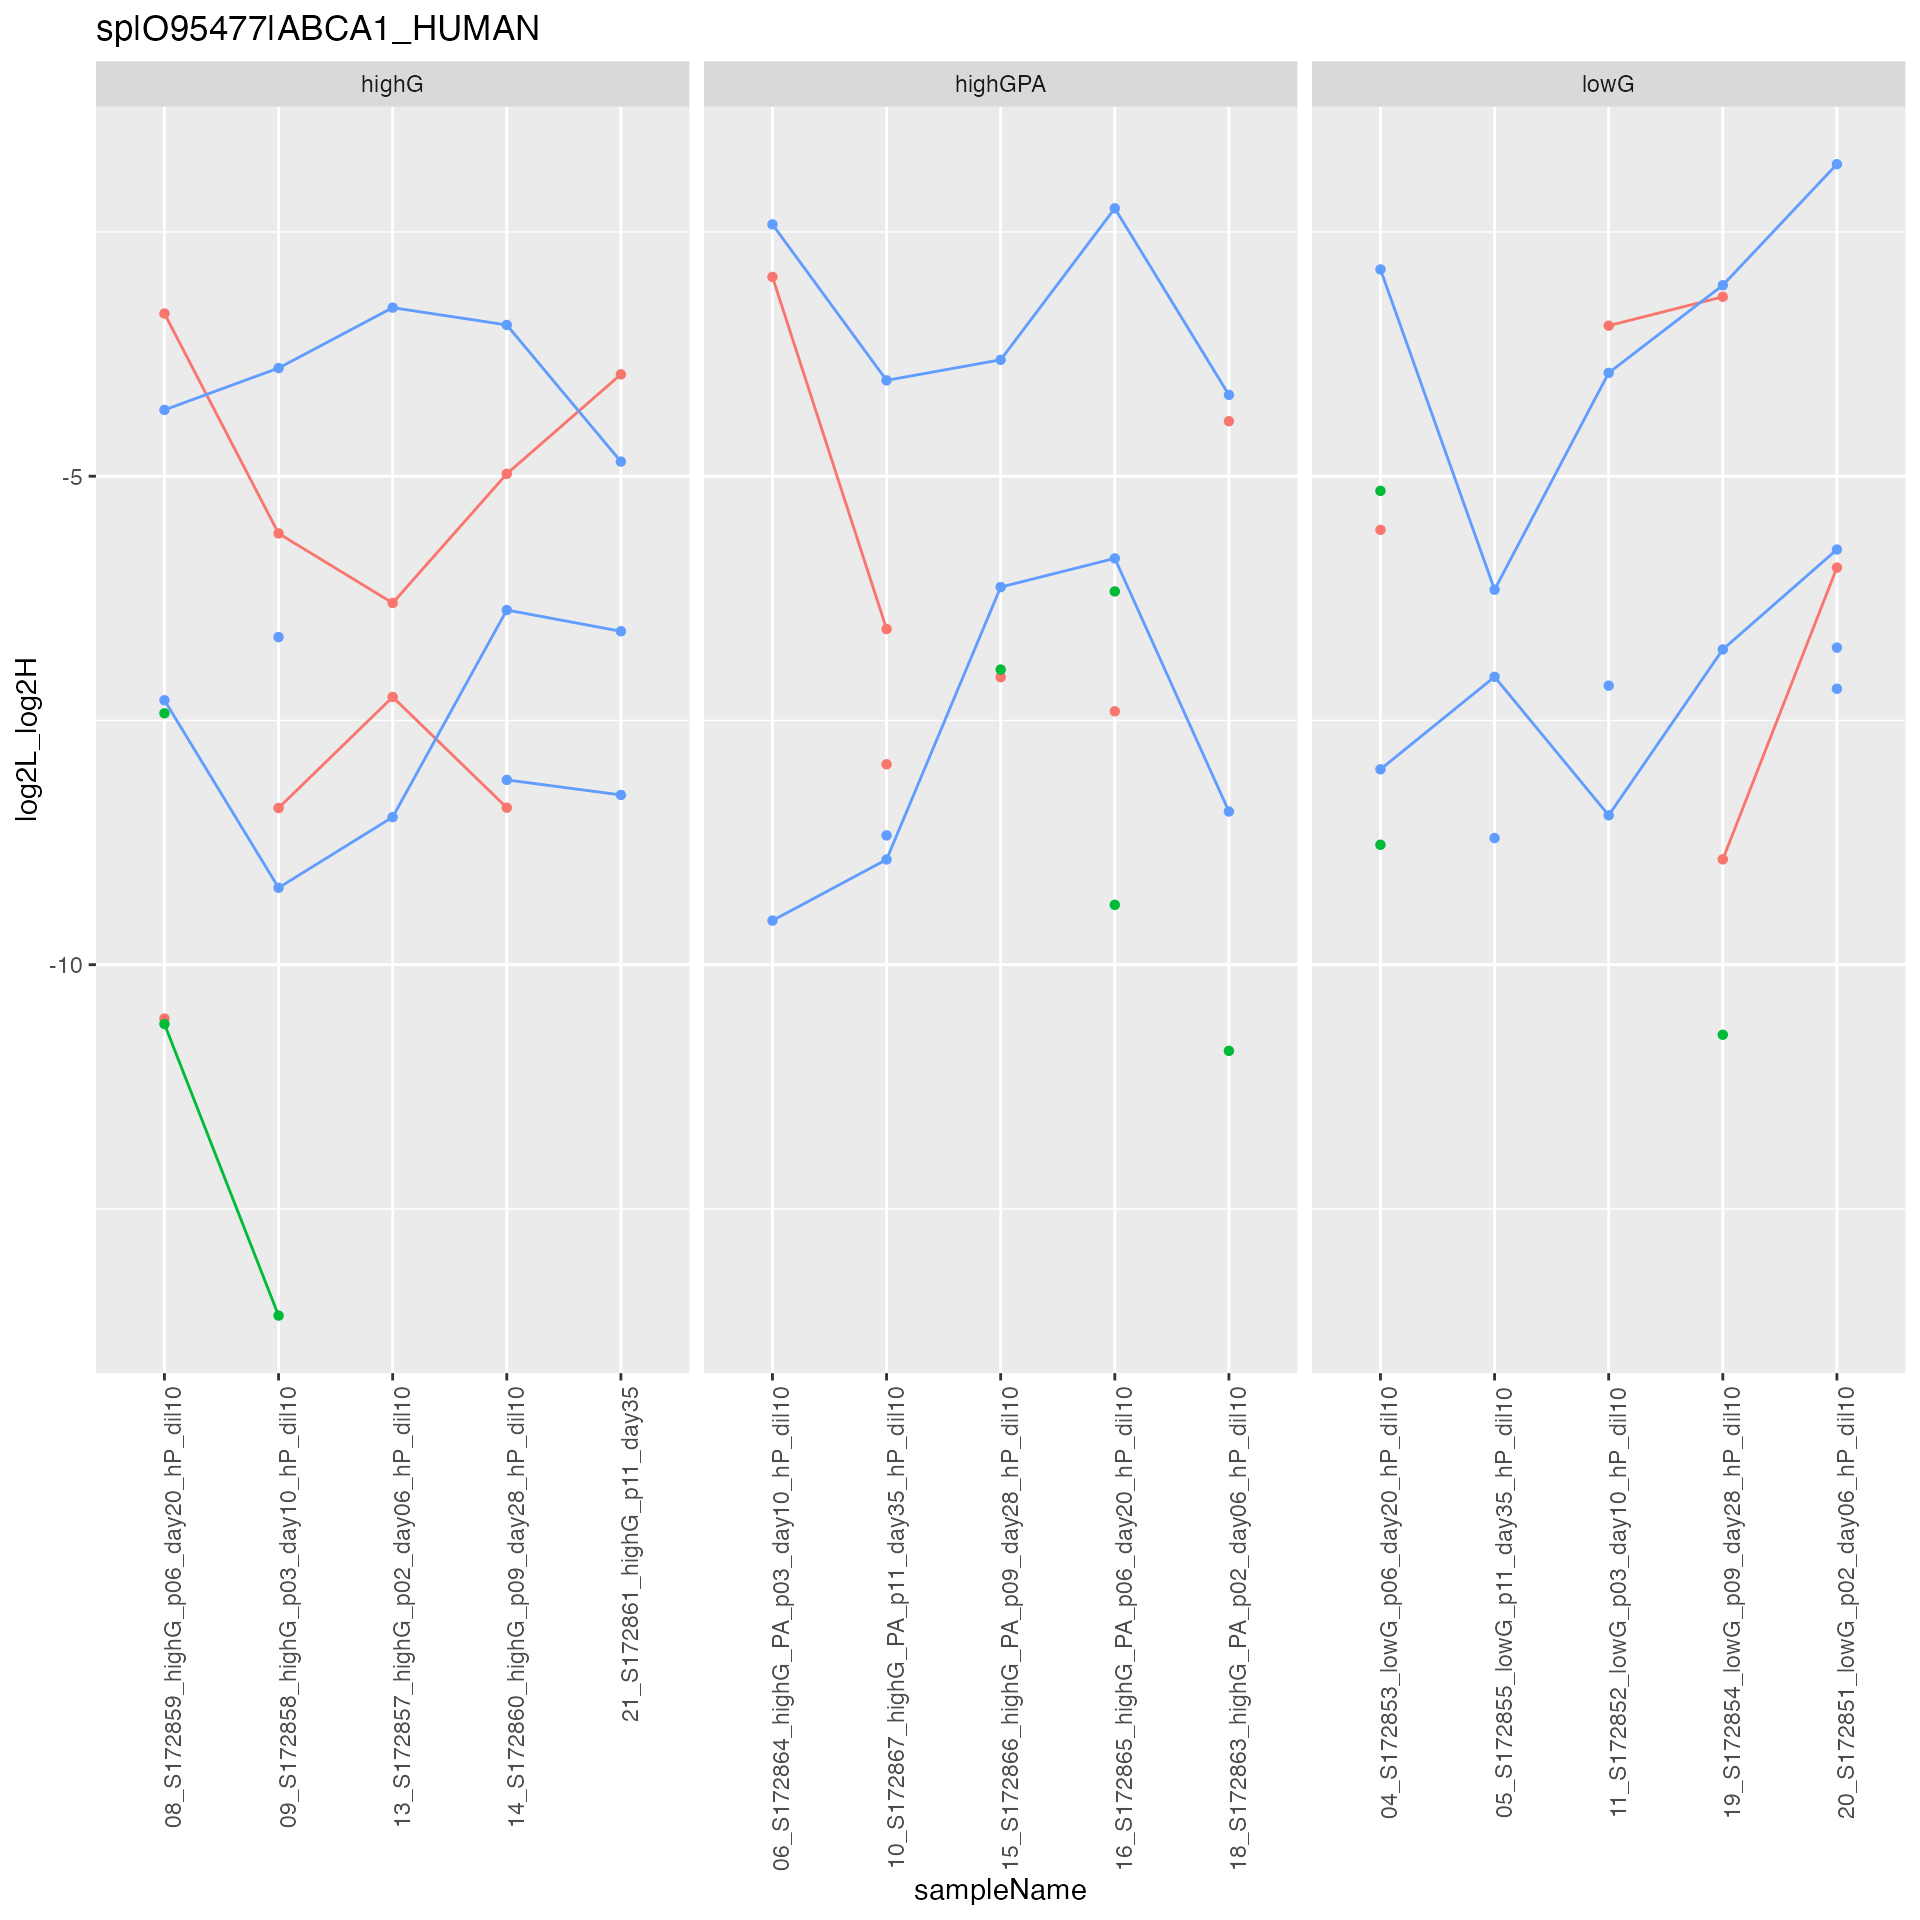 sp|O95477|ABCA1_HUMAN
highG
highGPA
lowG
log2L_log2H
-5
-10
08_S172859_highG_p06_day20_hP_dil10
09_S172858_highG_p03_day10_hP_dil10
13_S172857_highG_p02_day06_hP_dil10
14_S172860_highG_p09_day28_hP_dil10
21_S172861_highG_p11_day35
06_S172864_highG_PA_p03_day10_hP_dil10
10_S172867_highG_PA_p11_day35_hP_dil10
15_S172866_highG_PA_p09_day28_hP_dil10
16_S172865_highG_PA_p06_day20_hP_dil10
18_S172863_highG_PA_p02_day06_hP_dil10
04_S172853_lowG_p06_day20_hP_dil10
05_S172855_lowG_p11_day35_hP_dil10
11_S172852_lowG_p03_day10_hP_dil10
19_S172854_lowG_p09_day28_hP_dil10
20_S172851_lowG_p02_day06_hP_dil10
sampleName